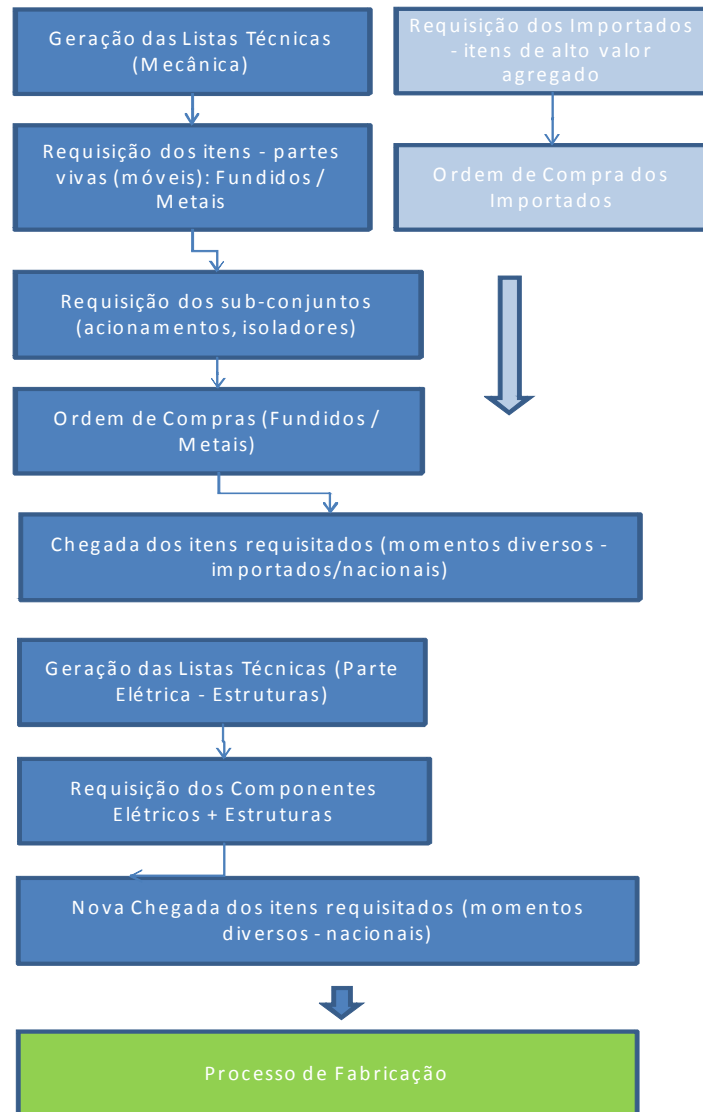 Geração das Listas Técnicas
(Mecânica)
Requisição dos Importados
- itens de alto valor
agregado
Requisição dos itens - partes
vivas (móveis): Fundidos /
Metais
Ordem de Compra dos
Importados
Requisição dos sub-conjuntos
(acionamentos, isoladores)
Ordem de Compras (Fundidos /
Metais)
Chegada dos itens requisitados (momentos diversos -
importados/nacionais)
Geração das Listas Técnicas (Parte
Elétrica - Estruturas)
Requisição dos Componentes
Elétricos + Estruturas
Nova Chegada dos itens requisitados (momentos
diversos - nacionais)
Processo de Fabricação